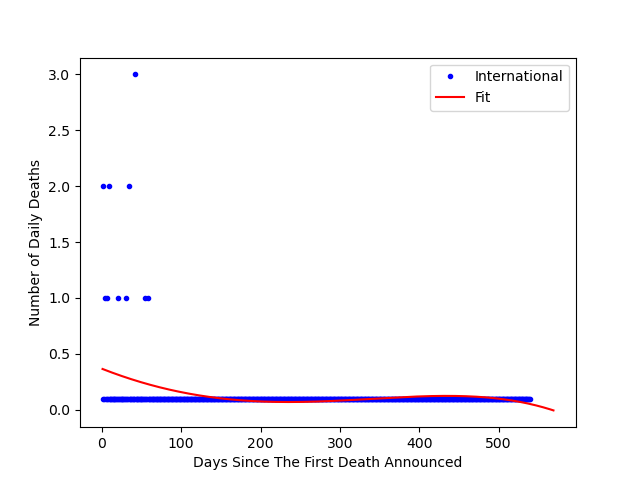 International
Fit
3.0
2.5
2.0
1.5
1.0
0.5
0.0
Number of Daily Deaths
0 100 200 300 400 500
Days Since The First Death Announced